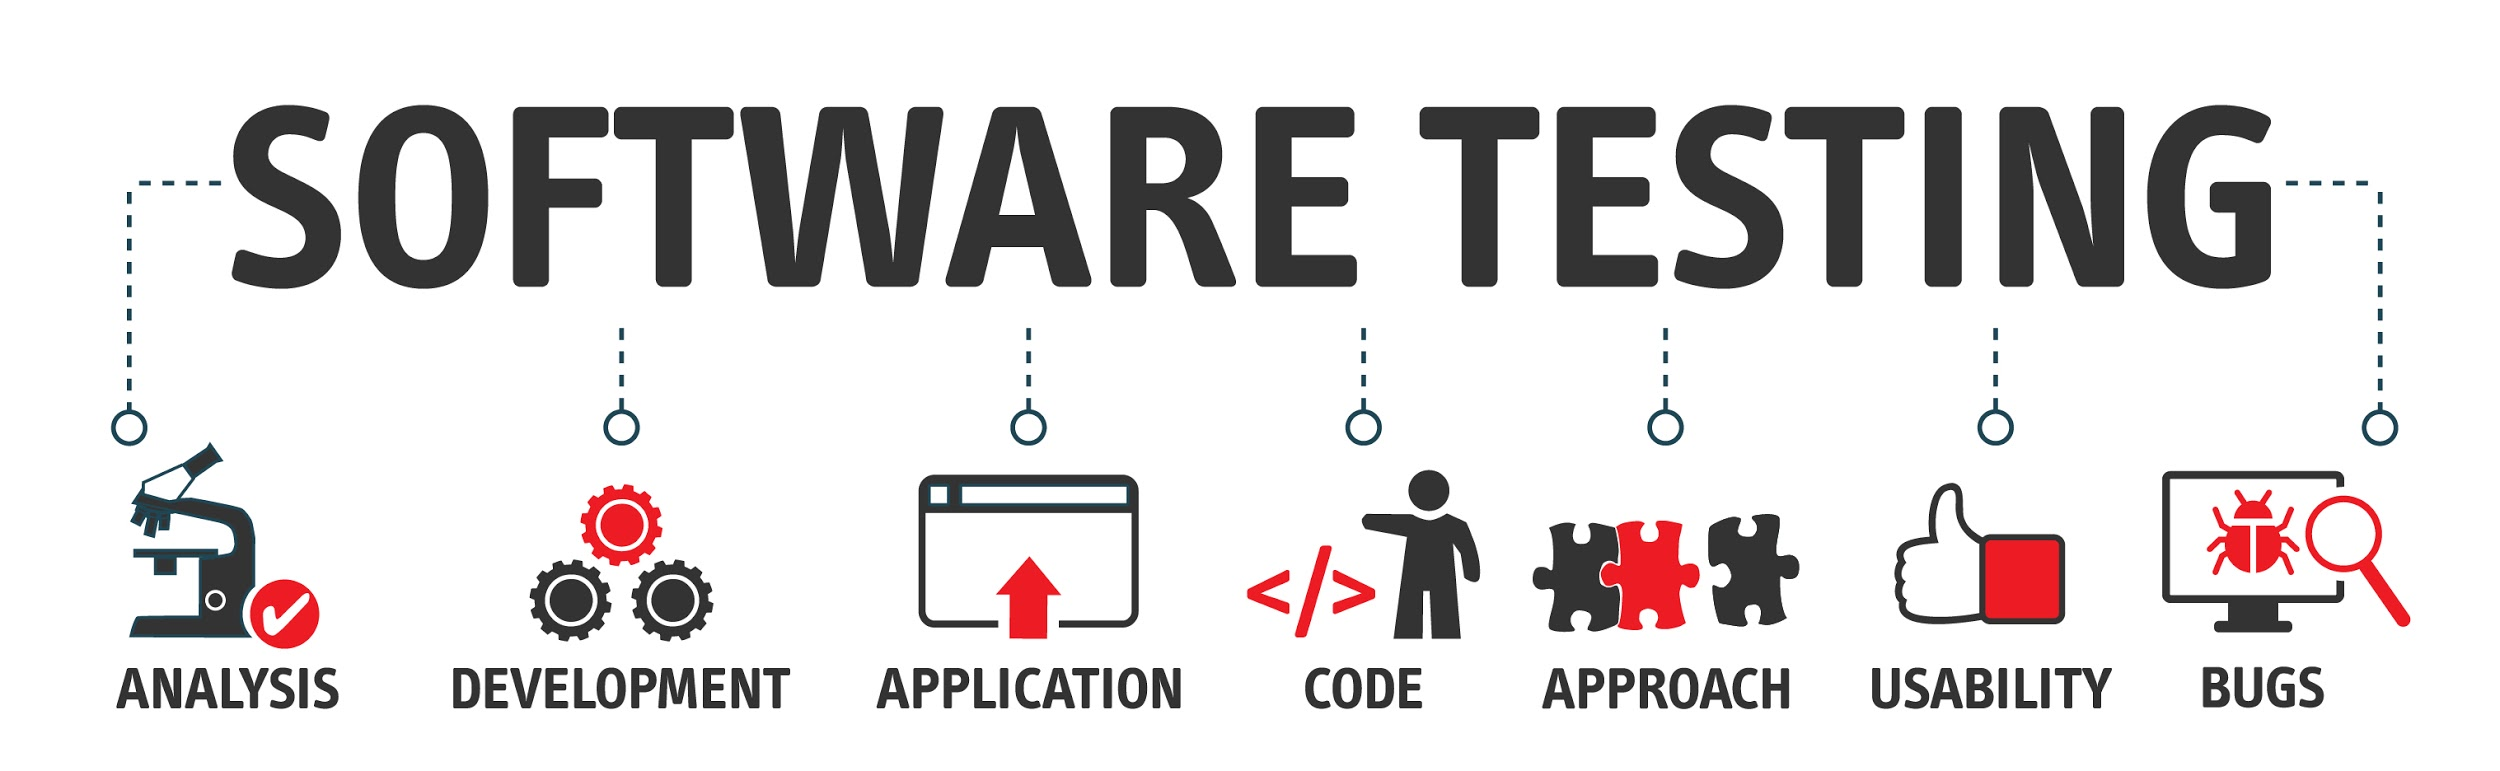 SOFTWARE TESTING
</>
ANALYSIS DEVELOPMENT APPLICATION CODE APPROACH USABILITY BUGS